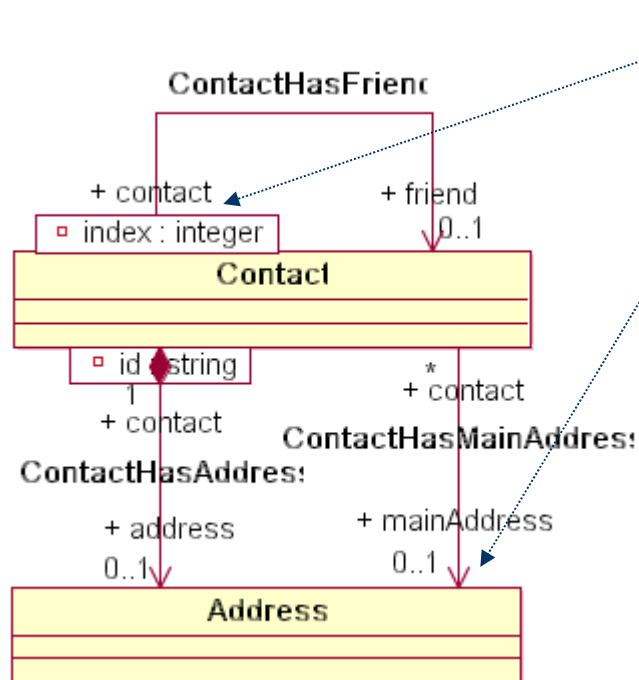 ContactHasFriend
+ contact
+ friend
0..1
index : integer
Contact
id : string
1
*
+ contact
+ contact
ContactHasMainAddress
ContactHasAddress
+ address
+ mainAddress
0..1
0..1
Address